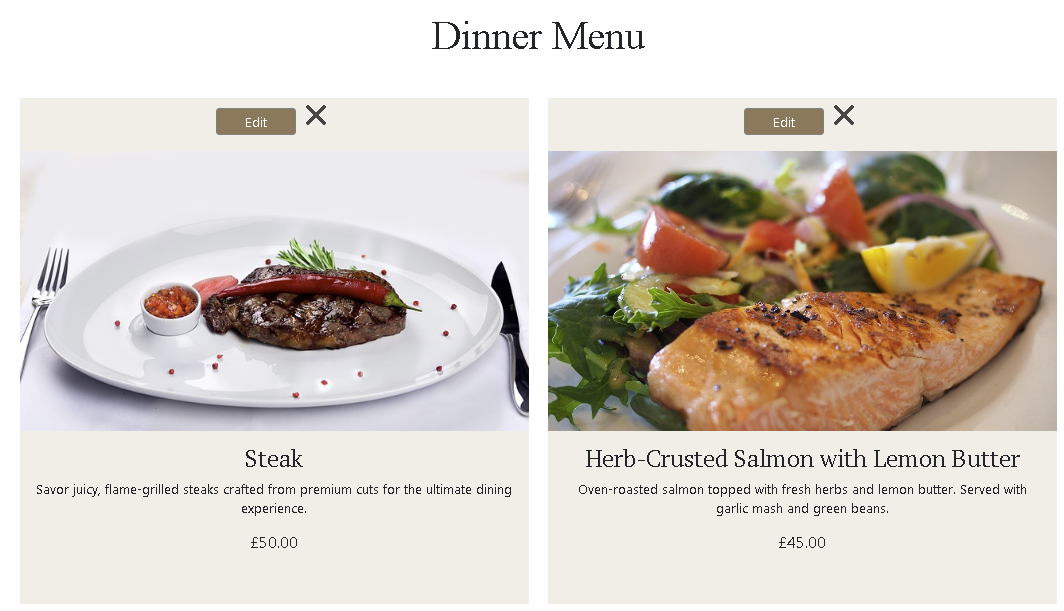 Dinner Menu
Edit
Edit
Steak
Savor juicy, flame-grilled steaks crafted from premium cuts for the ultimate dining
experience.
£50.00
Herb-Crusted Salmon with Lemon Butter
Oven-roasted salmon topped with fresh herbs and lemon butter. Served with
garlic mash and green beans.
£45.00